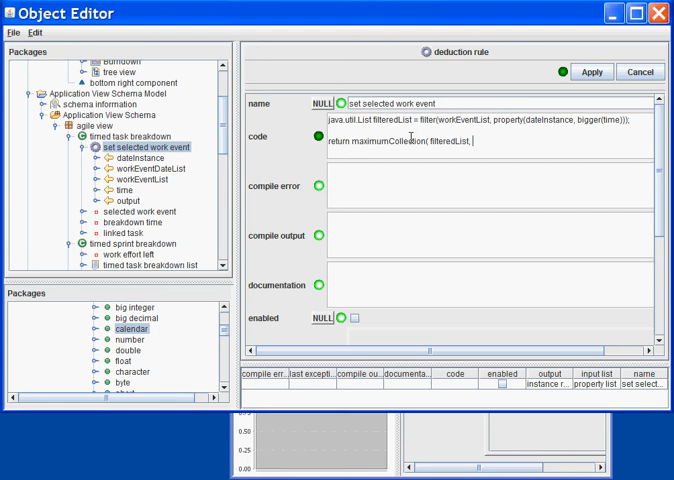 Object Editor
File Edit
Packages
Burndown
tree view
bottom right component
Application View Schema Model
schema information
Application View Schema
agile view
timed task breakdown
set selected work event
dateInstance
workEventDateList
workEventList
time
output
selected work event
breakdown time
linked task
timed sprint breakdown
work effort left
timed task breakdown list
Packages
big integer
big decimal
calendar
number
double
float
character
byte
deduction rule
Apply Cancel
name NULL set selected work event
code
java.util.List filteredList = filter(workEventList, property(dateInstance, bigger(time)));
return maximumCollection( filteredList,
compile error
compile output
documentation
enabled NULL
compile err... last excepti... compile ou... documenta... code enabled output input list name
instance r... property list set select...
0.75
0.50
0.25
0.00